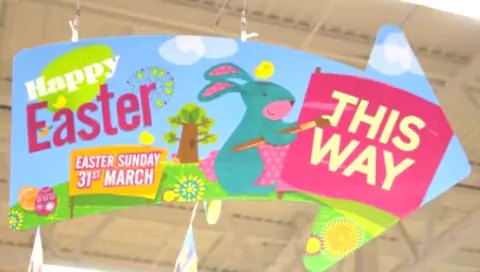 Happy
Easter
EASTER SUNDAY
31ST MARCH
THIS
WAY